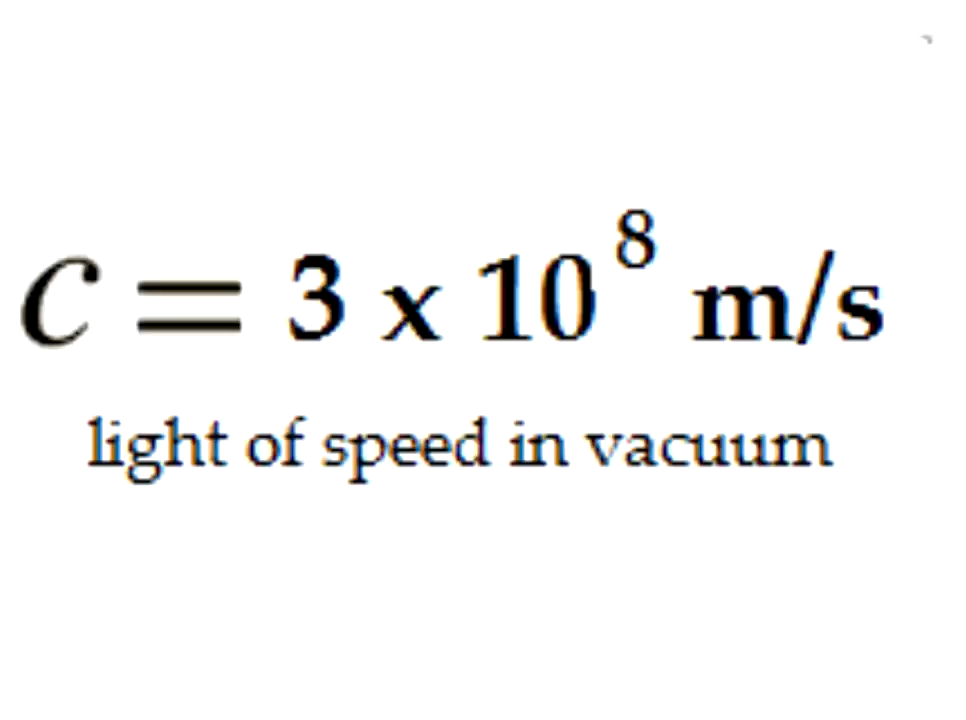 c = 3 x 10⁸ m/s
light of speed in vacuum